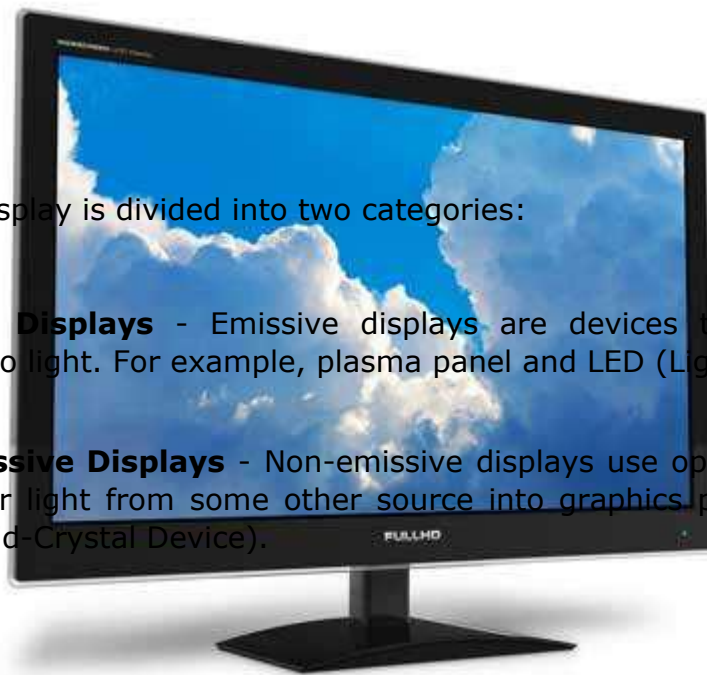 splay is divided into two categories:
Displays - Emissive displays are devices t
o light. For example, plasma panel and LED (Lig
ssive Displays - Non-emissive displays use op
r light from some other source into graphics p
d-Crystal Device).
FULLHD